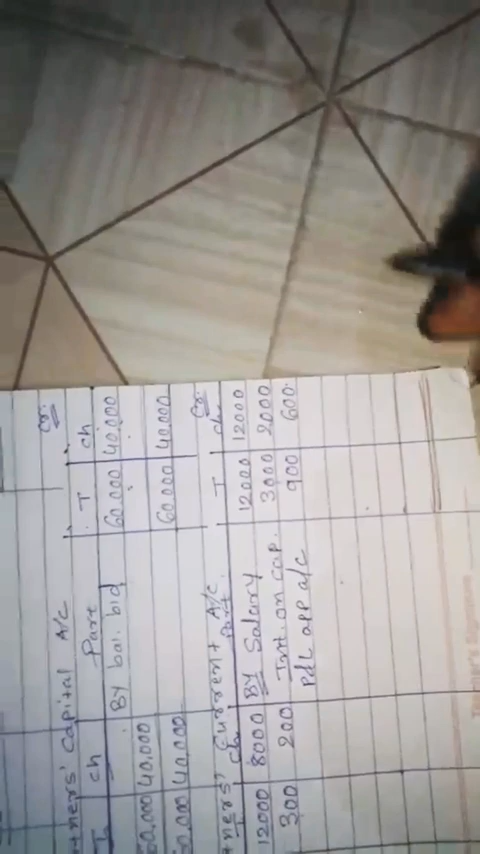 tners' Capital A/C Cr
ch Part T ch
By bal. b/d 60,000 40,000
60,000 40,000
60,000 40,000
60,000 40,000
tners' Current A/C Cr
ch Part T ch
12000 8000 By Salary 12000 12000
300 200 Int. on cap. 3000 2000
P&L app a/c 900 600